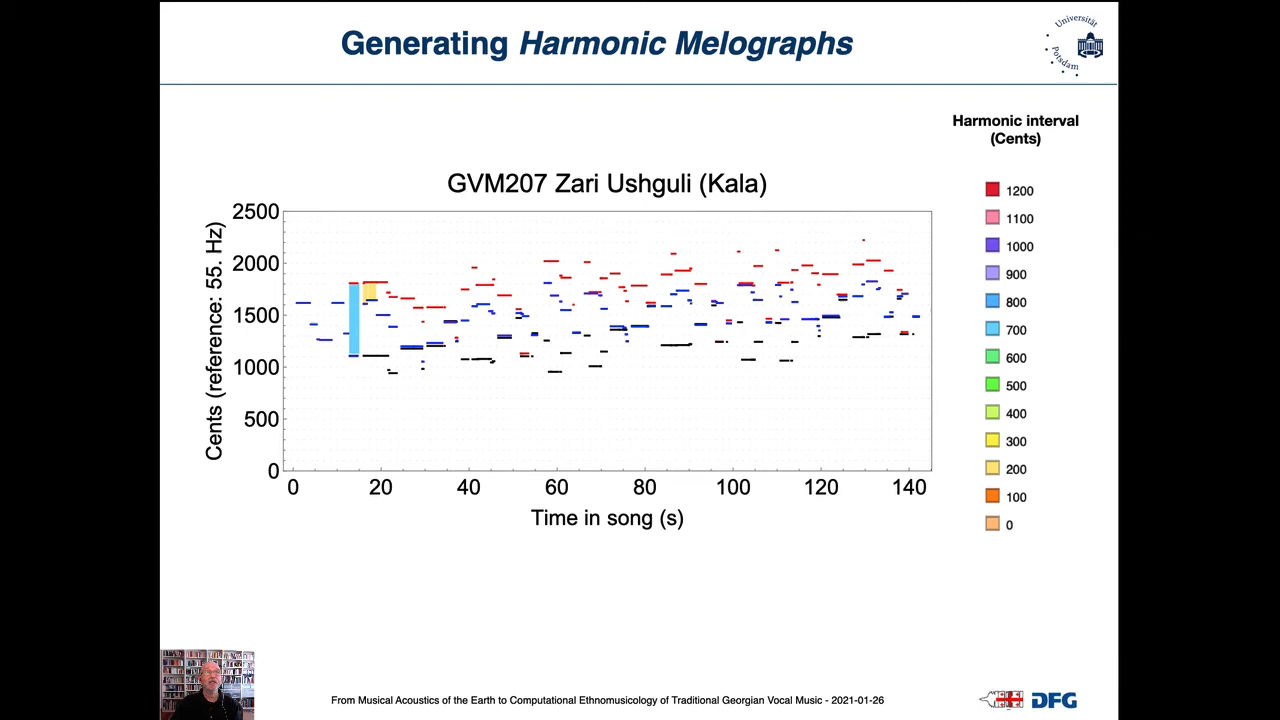 Generating Harmonic Melographs
Universität
Potsdam
Harmonic interval
(Cents)
GVM207 Zari Ushguli (Kala)
Cents (reference: 55. Hz)
2500
2000
1500
1000
500
0
0 20 40 60 80 100 120 140
Time in song (s)
1200
1100
1000
900
800
700
600
500
400
300
200
100
0
From Musical Acoustics of the Earth to Computational Ethnomusicology of Traditional Georgian Vocal Music - 2021-01-26
DFG